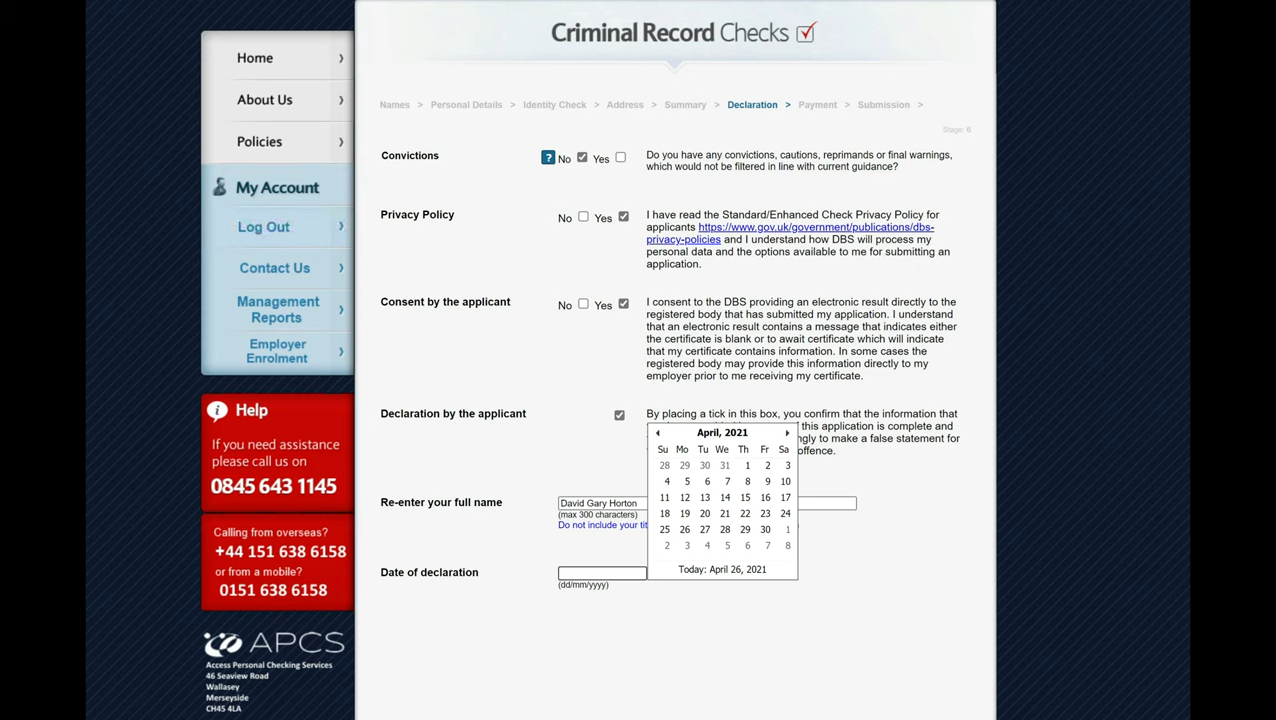 Criminal Record Checks
Home
About Us
Policies
My Account
Log Out
Contact Us
Management
Reports
Employer
Enrolment
Help
If you need assistance
please call us on
0845 643 1145
Calling from overseas?
+44 151 638 6158
or from a mobile?
0151 638 6158
APCS
Access Personal Checking Services
46 Seaview Road
Wallasey
Merseyside
CH45 4LA
Names > Personal Details > Identity Check > Address > Summary > Declaration > Payment > Submission >
Stage: 6
Convictions
? No Yes
Do you have any convictions, cautions, reprimands or final warnings,
which would not be filtered in line with current guidance?
Privacy Policy
No Yes
I have read the Standard/Enhanced Check Privacy Policy for
applicants https://www.gov.uk/government/publications/dbs-
privacy-policies and I understand how DBS will process my
personal data and the options available to me for submitting an
application.
Consent by the applicant
No Yes
I consent to the DBS providing an electronic result directly to the
registered body that has submitted my application. I understand
that an electronic result contains a message that indicates either
the certificate is blank or to await certificate which will indicate
that my certificate contains information. In some cases the
registered body may provide this information directly to my
employer prior to me receiving my certificate.
Declaration by the applicant
By placing a tick in this box, you confirm that the information that
this application is complete and
ngly to make a false statement for
offence.
April, 2021
Su Mo Tu We Th Fr Sa
28 29 30 31 1 2 3
4 5 6 7 8 9 10
11 12 13 14 15 16 17
18 19 20 21 22 23 24
25 26 27 28 29 30 1
2 3 4 5 6 7 8
Today: April 26, 2021
Re-enter your full name
David Gary Horton
(max 300 characters)
Do not include your tit
Date of declaration
(dd/mm/yyyy)